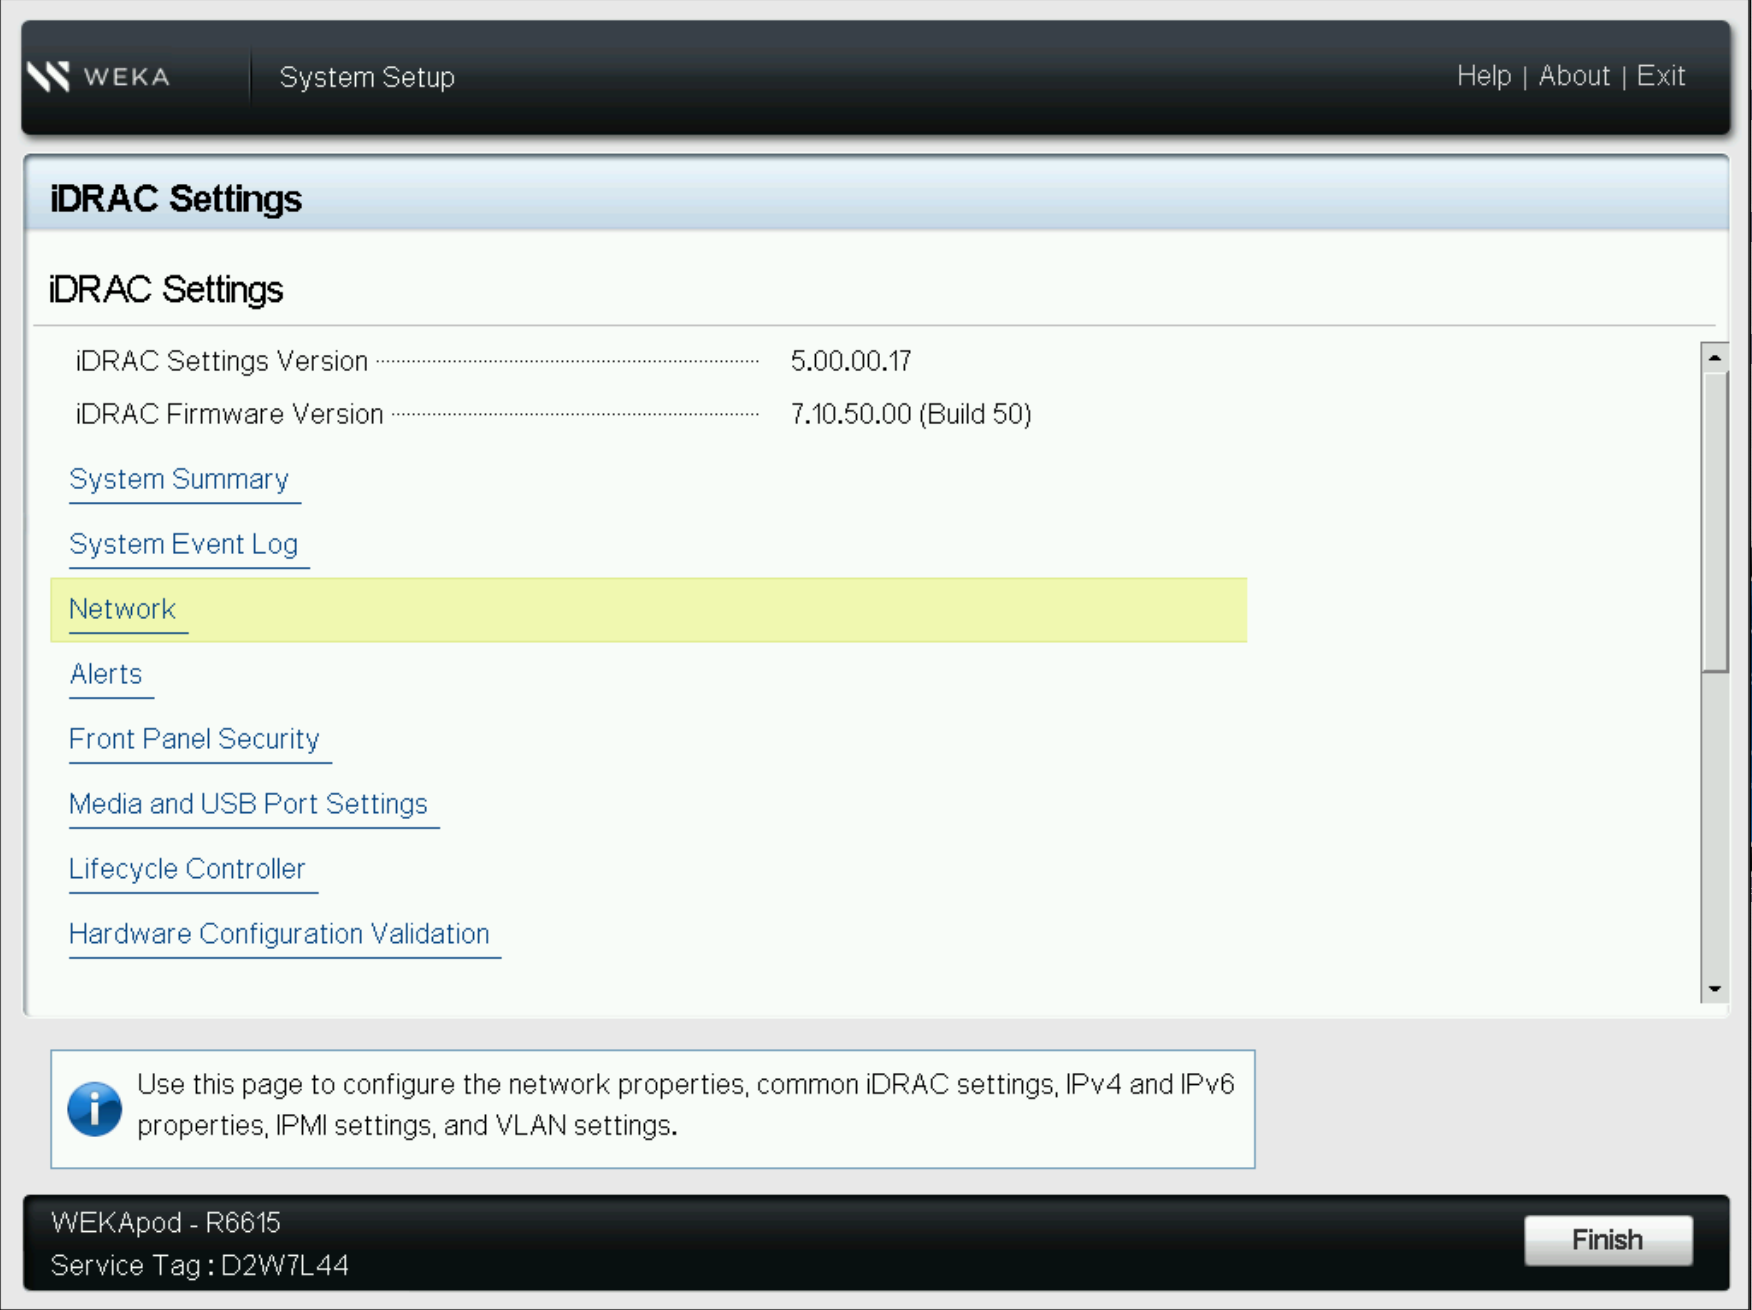 WEKA
System Setup
Help | About | Exit
iDRAC Settings
iDRAC Settings
iDRAC Settings Version 5.00.00.17
iDRAC Firmware Version 7.10.50.00 (Build 50)
System Summary
System Event Log
Network
Alerts
Front Panel Security
Media and USB Port Settings
Lifecycle Controller
Hardware Configuration Validation
Use this page to configure the network properties, common iDRAC settings, IPv4 and IPv6
properties, IPMI settings, and VLAN settings.
WEKApod - R6615
Service Tag : D2W7L44
Finish